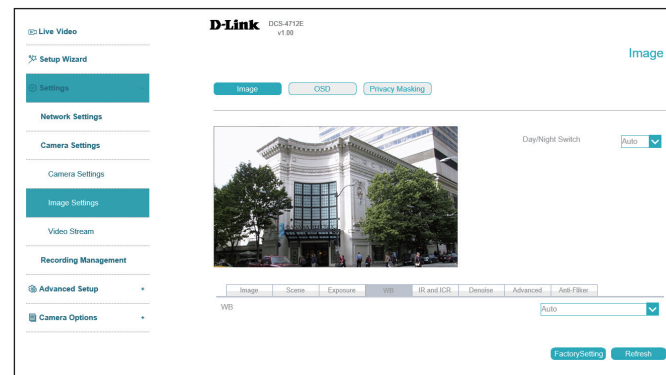 Live Video
Setup Wizard
Settings
Network Settings
Camera Settings
Camera Settings
Image Settings
Video Stream
Recording Management
Advanced Setup +
Camera Options +
D-Link DCS-4712E
v1.00
Image
Image OSD Privacy Masking
Day/Night Switch Auto
Image Scene Exposure WB IR and ICR Denoise Advanced Anti-Fliker
WB Auto
FactorySetting Refresh